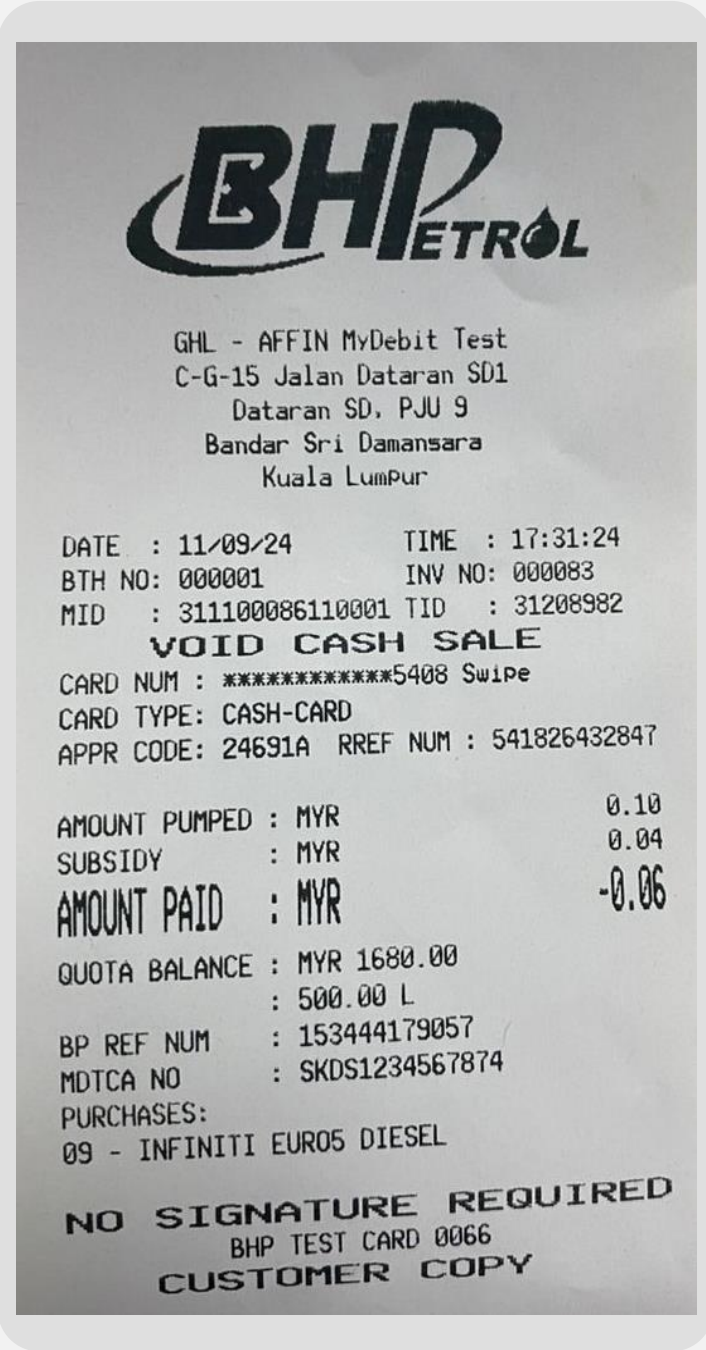 BHPETROL
GHL - AFFIN MyDebit Test
C-G-15 Jalan Dataran SD1
Dataran SD, PJU 9
Bandar Sri Damansara
Kuala Lumpur
DATE : 11/09/24 TIME : 17:31:24
BTH NO: 000001 INV NO: 000083
MID : 311100086110001 TID : 31208982
VOID CASH SALE
CARD NUM : ************5408 Swipe
CARD TYPE: CASH-CARD
APPR CODE: 24691A RREF NUM : 541826432847
AMOUNT PUMPED : MYR 0.10
SUBSIDY : MYR 0.04
AMOUNT PAID : MYR -0.06
QUOTA BALANCE : MYR 1680.00
: 500.00 L
BP REF NUM : 153444179057
MDTCA NO : SKDS1234567874
PURCHASES:
09 - INFINITI EURO5 DIESEL
NO SIGNATURE REQUIRED
BHP TEST CARD 0066
CUSTOMER COPY